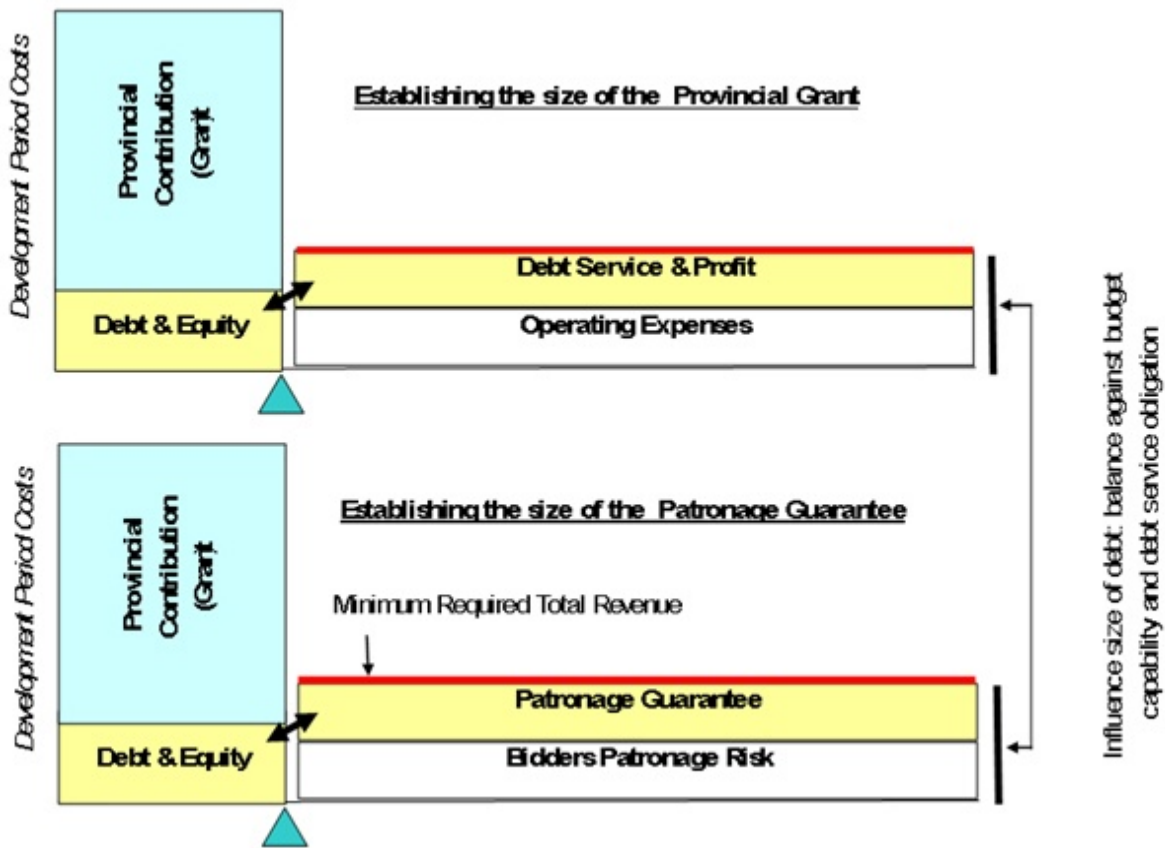 Development Period Costs
Provincial
Contribution
(Grant)
Establishing the size of the Provincial Grant
Debt Service & Profit
Debt & Equity
Operating Expenses
Development Period Costs
Provincial
Contribution
(Grant)
Establishing the size of the Patronage Guarantee
Minimum Required Total Revenue
Patronage Guarantee
Debt & Equity
Bidders Patronage Risk
Influence size of debt: balance against budget
capability and debt service obligation